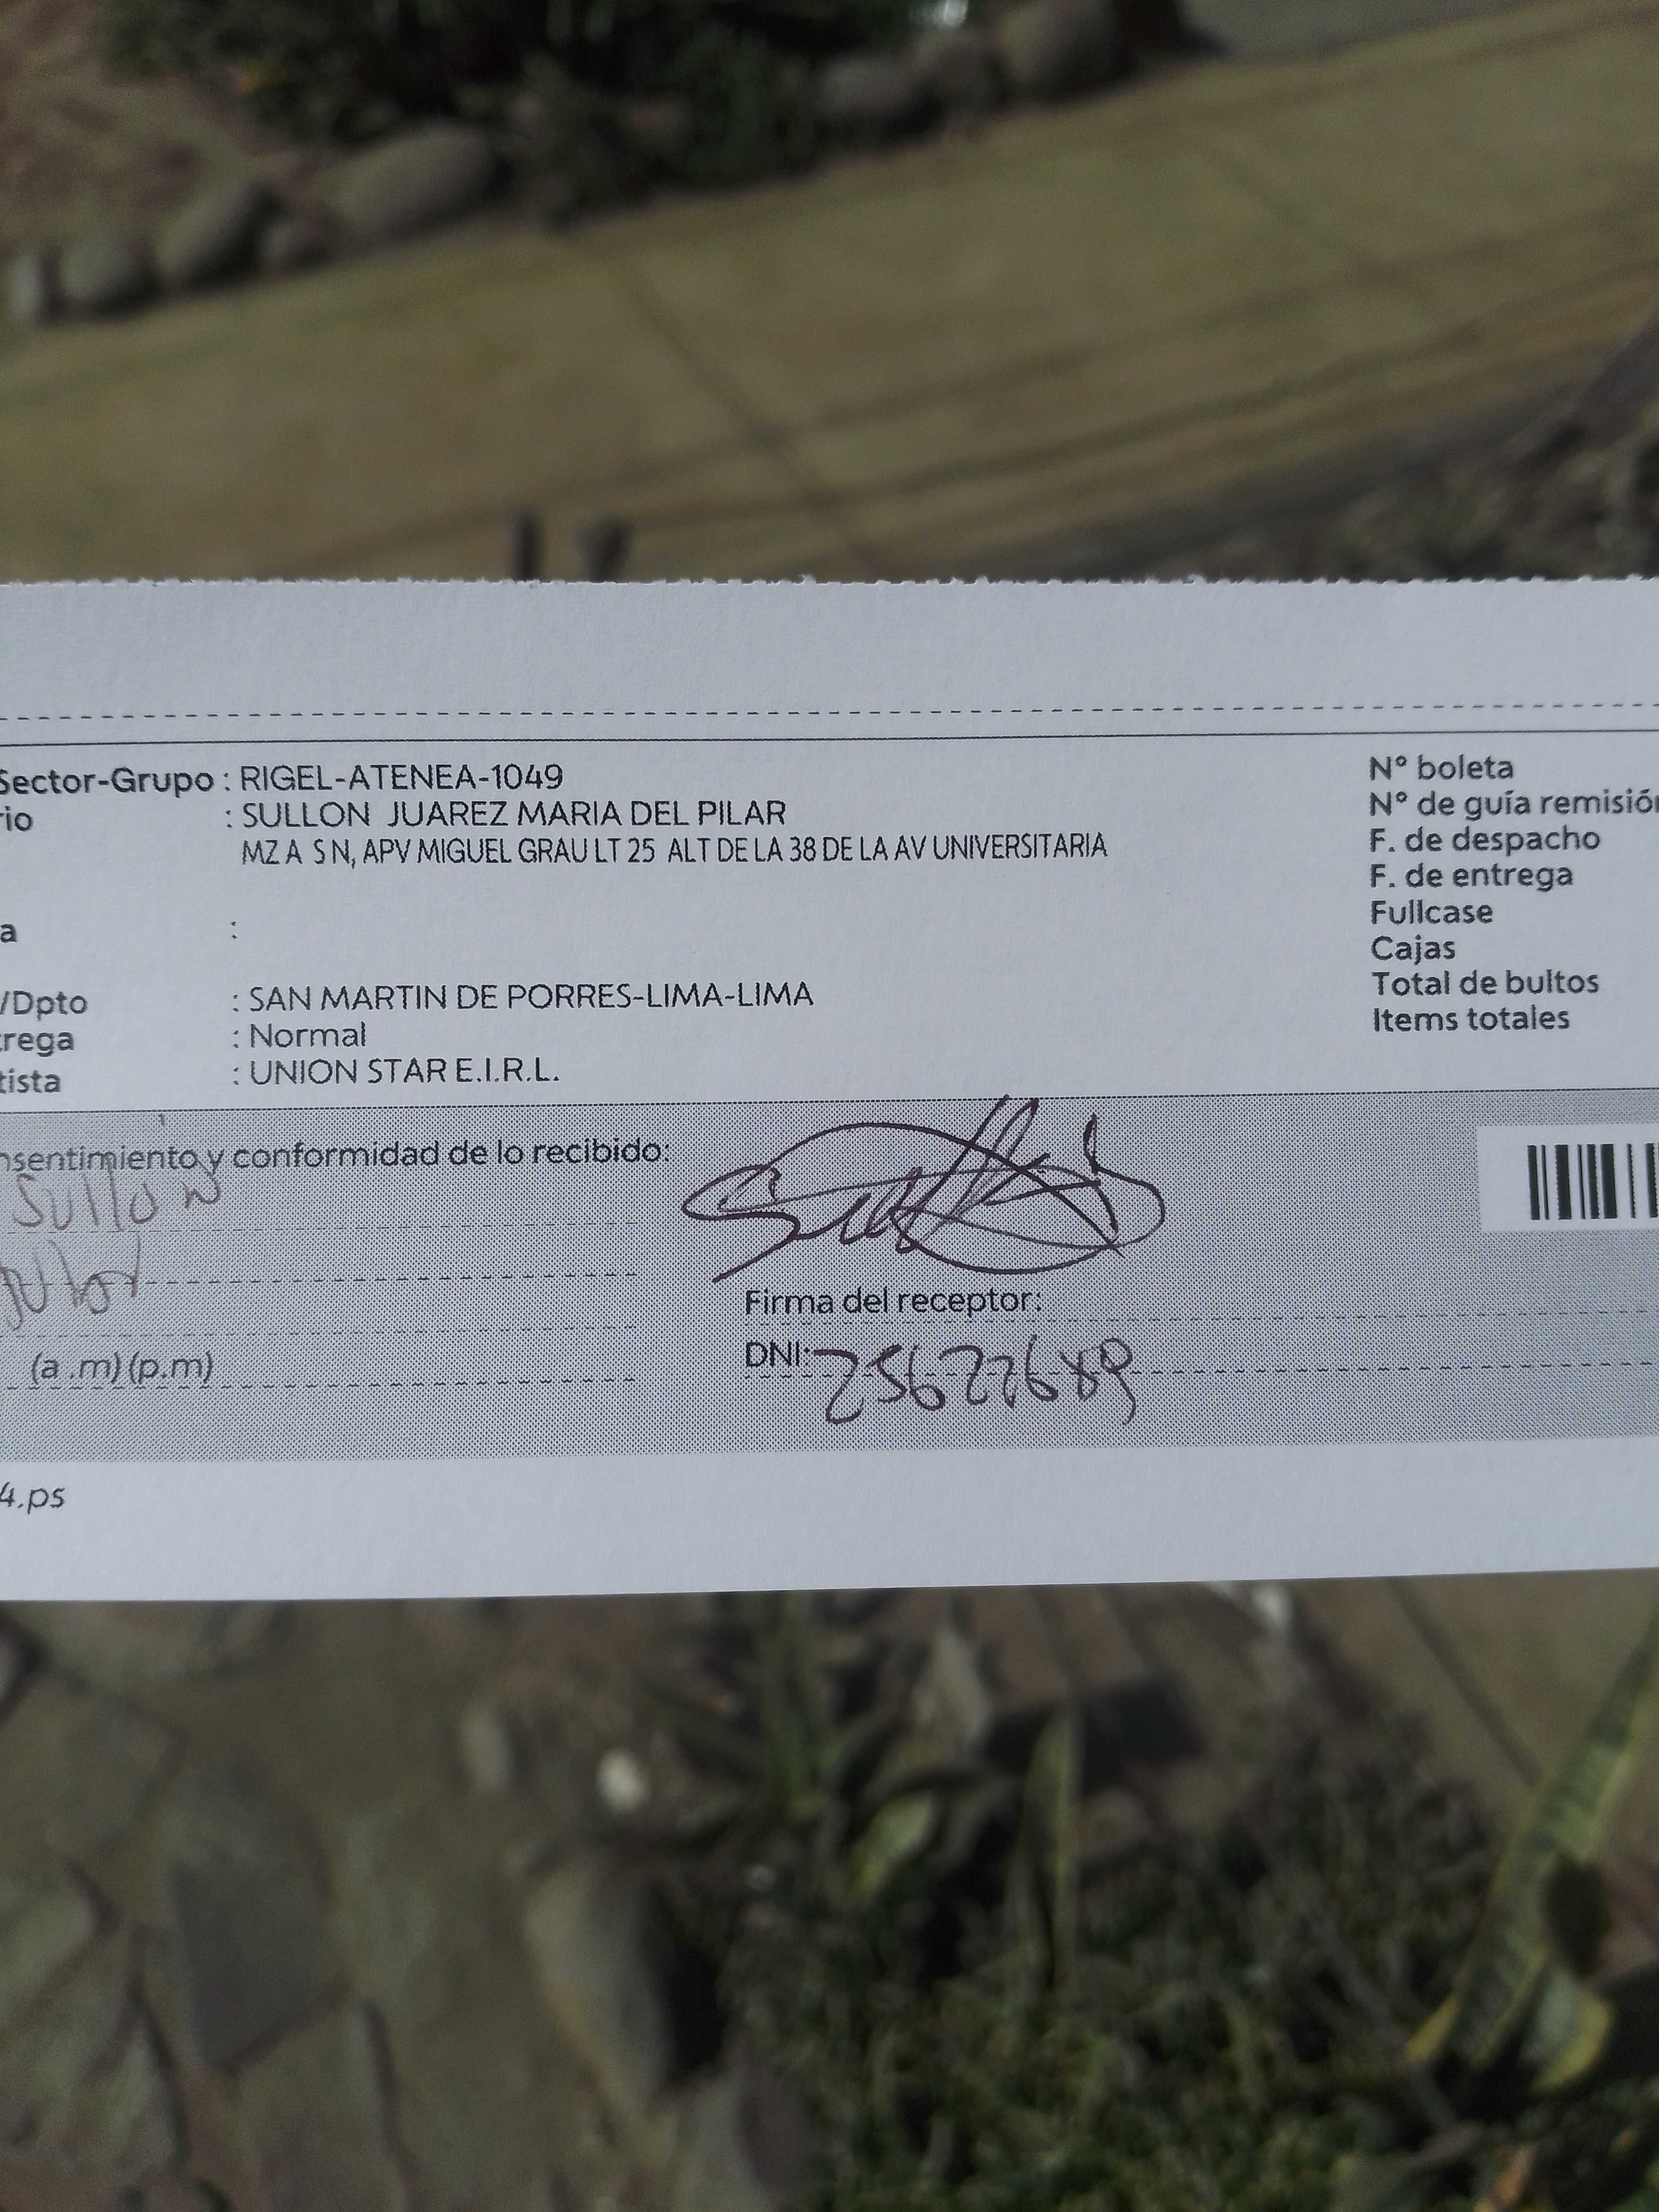 Sector-Grupo : RIGEL-ATENEA-1049
rio : SULLON JUAREZ MARIA DEL PILAR
MZ A S N, APV MIGUEL GRAU LT 25 ALT DE LA 38 DE LA AV UNIVERSITARIA
a :
/Dpto : SAN MARTIN DE PORRES-LIMA-LIMA
trega : Normal
tista : UNION STAR E.I.R.L.
N° boleta
N° de guía remisión
F. de despacho
F. de entrega
Fullcase
Cajas
Total de bultos
Items totales
nsentimiento y conformidad de lo recibido:
Sullon
Firma del receptor:
(a .m) (p.m)
DNI: 25622689
4.ps